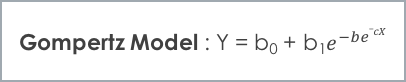 Gompertz Model : Y = b₀ + b₁e^{-be^{-cX}}